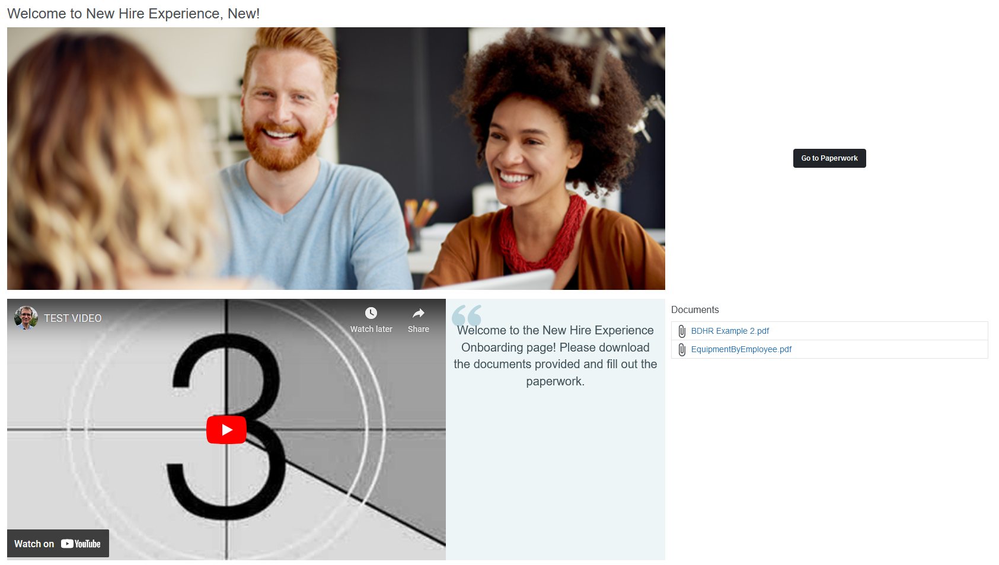 Welcome to New Hire Experience, New!
Go to Paperwork
TEST VIDEO
Watch later
Share
3
Watch on YouTube
Welcome to the New Hire Experience
Onboarding page! Please download
the documents provided and fill out the
paperwork.
Documents
BDHR Example 2.pdf
EquipmentByEmployee.pdf